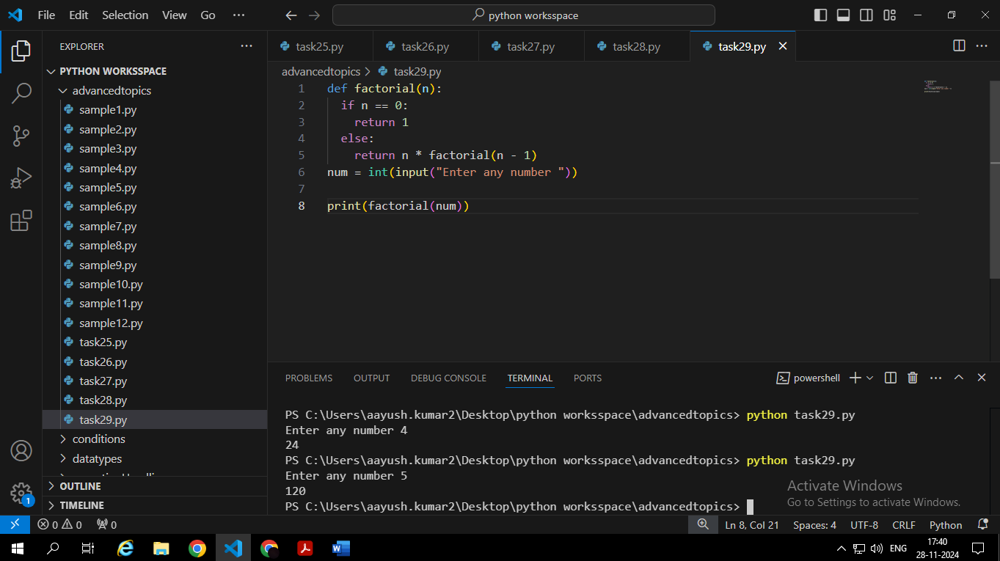 File Edit Selection View Go ··· python worksspace
EXPLORER ···
PYTHON WORKSSPACE
advancedtopics
sample1.py
sample2.py
sample3.py
sample4.py
sample5.py
sample6.py
sample7.py
sample8.py
sample9.py
sample10.py
sample11.py
sample12.py
task25.py
task26.py
task27.py
task28.py
task29.py
conditions
datatypes
OUTLINE
TIMELINE
task25.py task26.py task27.py task28.py task29.py
advancedtopics > task29.py
1 def factorial(n):
2 if n == 0:
3 return 1
4 else:
5 return n * factorial(n - 1)
6 num = int(input("Enter any number "))
7
8 print(factorial(num))
PROBLEMS OUTPUT DEBUG CONSOLE TERMINAL PORTS powershell
PS C:\Users\aayush.kumar2\Desktop\python worksspace\advancedtopics> python task29.py
Enter any number 4
24
PS C:\Users\aayush.kumar2\Desktop\python worksspace\advancedtopics> python task29.py
Enter any number 5
120
PS C:\Users\aayush.kumar2\Desktop\python worksspace\advancedtopics>
Activate Windows
Go to Settings to activate Windows.
1
0 0 0 Ln 8, Col 21 Spaces: 4 UTF-8 CRLF Python
ENG 17:40
28-11-2024